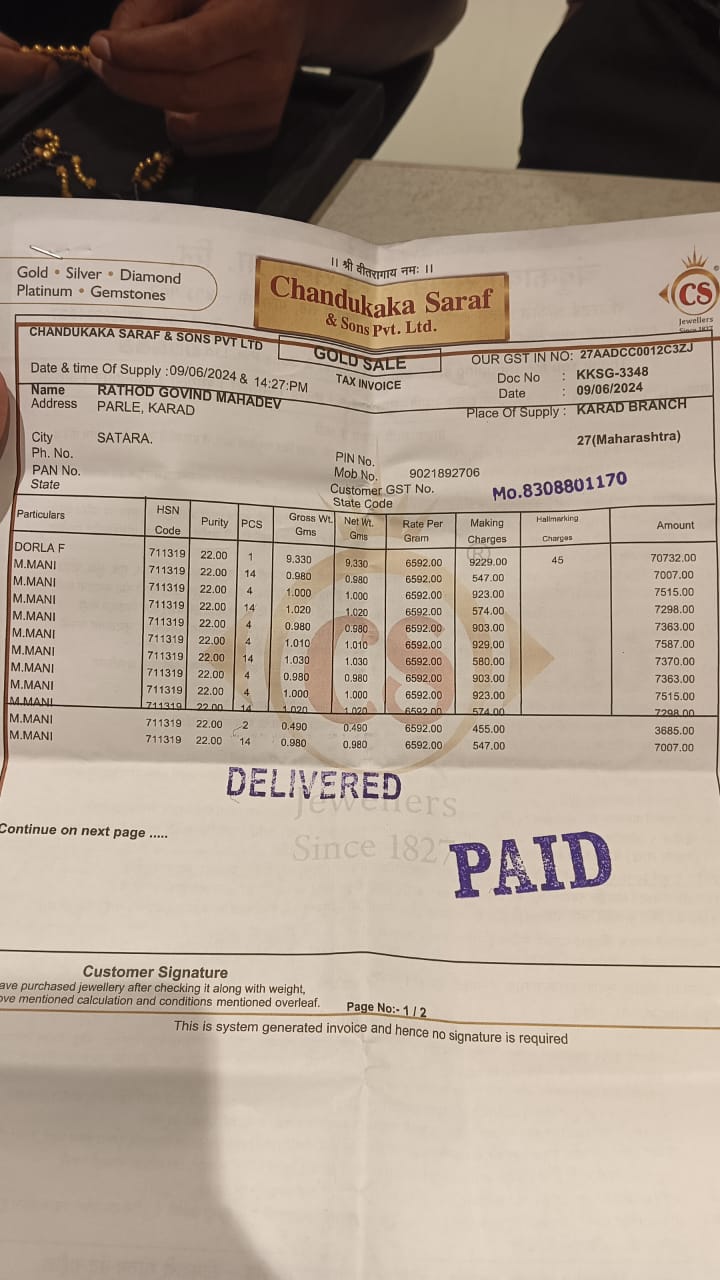 Gold • Silver • Diamond
Platinum • Gemstones
।। श्री वीतरागाय नमः ।।
Chandukaka Saraf
& Sons Pvt. Ltd.
CS
Jewellers
Since 1827
CHANDUKAKA SARAF & SONS PVT LTD
GOLD SALE
TAX INVOICE
OUR GST IN NO: 27AADCC0012C3ZJ
Date & time Of Supply :09/06/2024 & 14:27:PM
Doc No : KKSG-3348
Date : 09/06/2024
Name RATHOD GOVIND MAHADEV
Address PARLE, KARAD
Place Of Supply : KARAD BRANCH
27(Maharashtra)
City SATARA.
Ph. No.
PAN No.
State
PIN No.
Mob No. 9021892706
Customer GST No.
State Code
Mo.8308801170
Particulars HSN Code Purity PCS Gross Wt. Gms Net Wt. Gms Rate Per Gram Making Charges Hallmarking Charges Amount
DORLA F 711319 22.00 1 9.330 9.330 6592.00 9229.00 45 70732.00
M.MANI 711319 22.00 14 0.980 0.980 6592.00 547.00 7007.00
M.MANI 711319 22.00 4 1.000 1.000 6592.00 923.00 7515.00
M.MANI 711319 22.00 14 1.020 1.020 6592.00 574.00 7298.00
M.MANI 711319 22.00 4 0.980 0.980 6592.00 903.00 7363.00
M.MANI 711319 22.00 4 1.010 1.010 6592.00 929.00 7587.00
M.MANI 711319 22.00 14 1.030 1.030 6592.00 580.00 7370.00
M.MANI 711319 22.00 4 0.980 0.980 6592.00 903.00 7363.00
M.MANI 711319 22.00 4 1.000 1.000 6592.00 923.00 7515.00
M.MANI 711319 22.00 14 1.020 1.020 6592.00 574.00 7298.00
M.MANI 711319 22.00 2 0.490 0.490 6592.00 455.00 3685.00
M.MANI 711319 22.00 14 0.980 0.980 6592.00 547.00 7007.00
CS
DELIVERED
Jewellers
Since 1827
Continue on next page .....
PAID
Customer Signature
ave purchased jewellery after checking it along with weight,
ove mentioned calculation and conditions mentioned overleaf.
Page No:- 1 / 2
This is system generated invoice and hence no signature is required